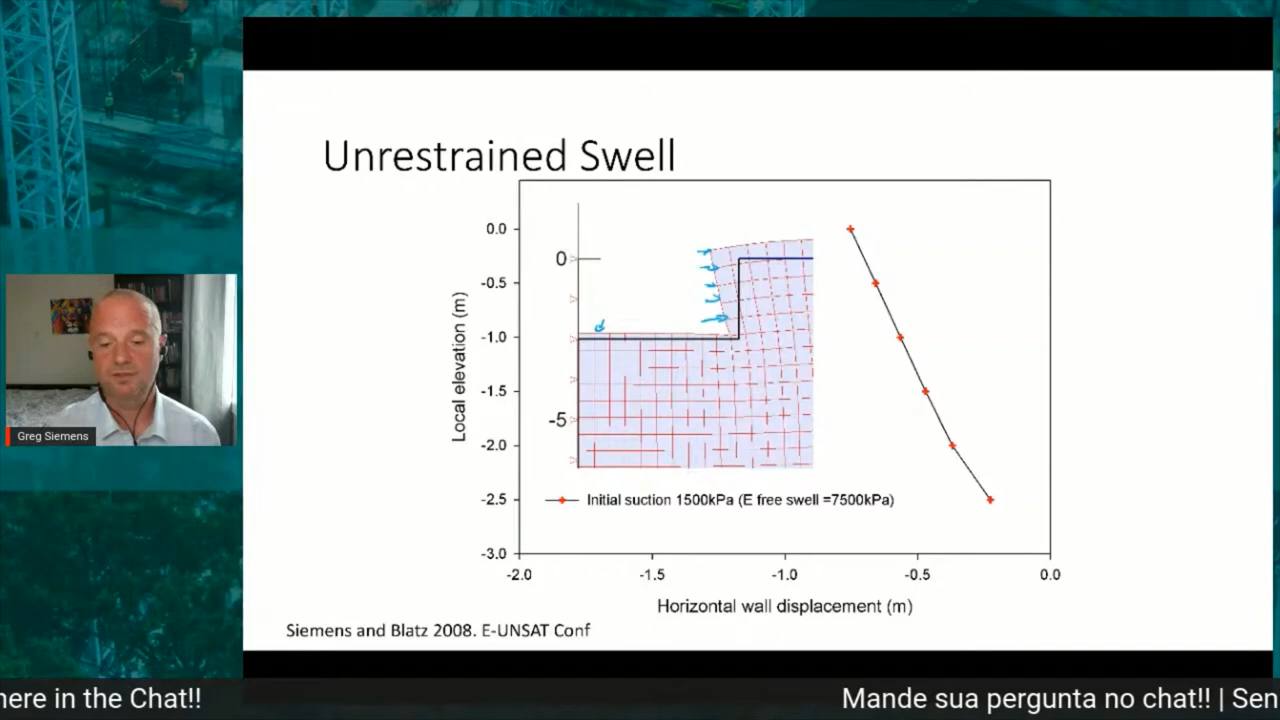 Unrestrained Swell
0.0
-0.5
-1.0
-1.5
-2.0
-2.5
-3.0
Local elevation (m)
0
-5
Initial suction 1500kPa (E free swell =7500kPa)
-2.0 -1.5 -1.0 -0.5 0.0
Horizontal wall displacement (m)
Siemens and Blatz 2008. E-UNSAT Conf
Greg Siemens
here in the Chat!! Mande sua pergunta no chat!! | Sen